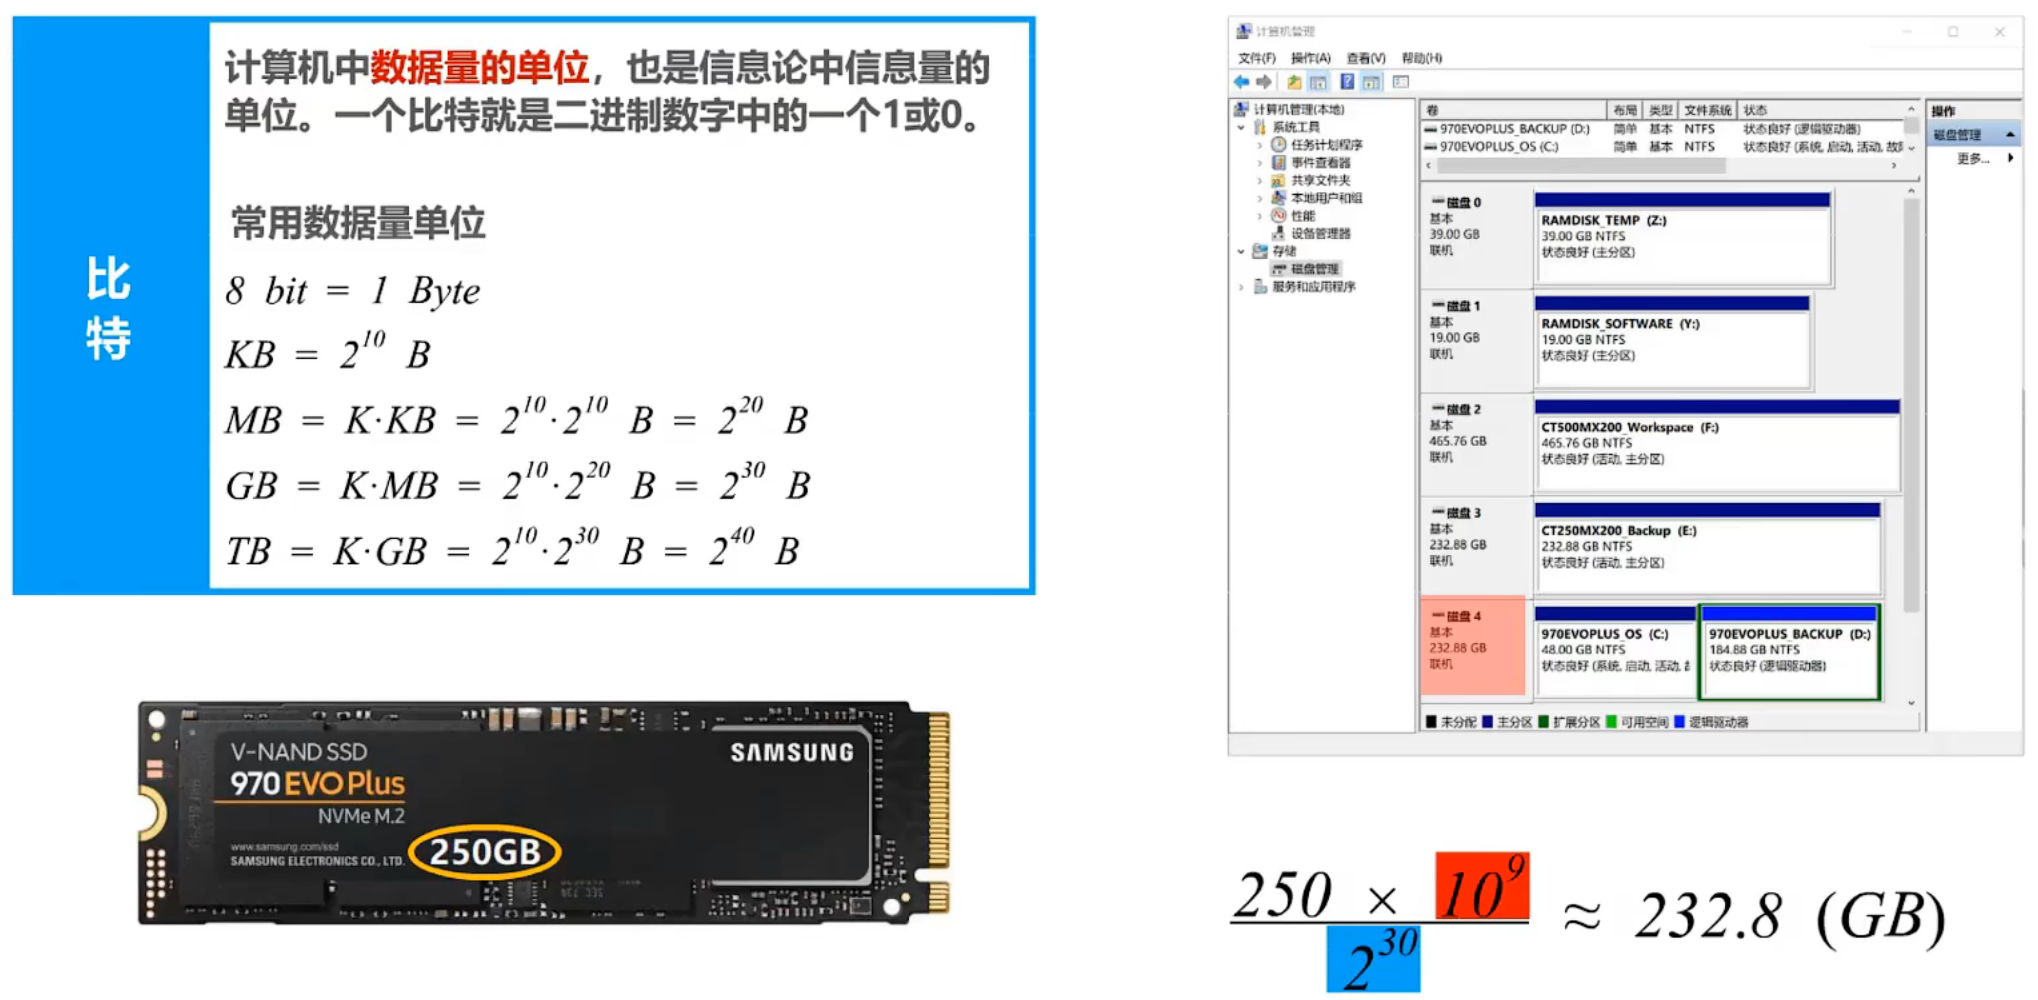 比特
计算机中数据量的单位，也是信息论中信息量的
单位。一个比特就是二进制数字中的一个1或0。
常用数据量单位
8 bit = 1 Byte
KB = 2^10 B
MB = K·KB = 2^10·2^10 B = 2^20 B
GB = K·MB = 2^10·2^20 B = 2^30 B
TB = K·GB = 2^10·2^30 B = 2^40 B
V-NAND SSD
970 EVO Plus
NVMe M.2
www.samsung.com/ssd
SAMSUNG ELECTRONICS CO., LTD.
250GB
SAMSUNG
计算机管理
文件(F) 操作(A) 查看(V) 帮助(H)
计算机管理(本地)
系统工具
任务计划程序
事件查看器
共享文件夹
本地用户和组
性能
设备管理器
存储
磁盘管理
服务和应用程序
卷 布局 类型 文件系统 状态
970EVOPLUS_BACKUP (D:) 简单 基本 NTFS 状态良好 (逻辑驱动器)
970EVOPLUS_OS (C:) 简单 基本 NTFS 状态良好 (系统, 启动, 活动,
磁盘 0
基本
39.00 GB
联机
RAMDISK_TEMP (Z:)
39.00 GB NTFS
状态良好 (主分区)
磁盘 1
基本
19.00 GB
联机
RAMDISK_SOFTWARE (Y:)
19.00 GB NTFS
状态良好 (主分区)
磁盘 2
基本
465.76 GB
联机
CT500MX200_Workspace (F:)
465.76 GB NTFS
状态良好 (活动, 主分区)
磁盘 3
基本
232.88 GB
联机
CT250MX200_Backup (E:)
232.88 GB NTFS
状态良好 (活动, 主分区)
磁盘 4
基本
232.88 GB
联机
970EVOPLUS_OS (C:)
48.00 GB NTFS
状态良好 (系统, 启动, 活动,
970EVOPLUS_BACKUP (D:)
184.88 GB NTFS
状态良好 (逻辑驱动器)
未分配 主分区 扩展分区 可用空间 逻辑驱动器
操作
磁盘管理
更多...
250 × 10^9
2^30
≈ 232.8 (GB)